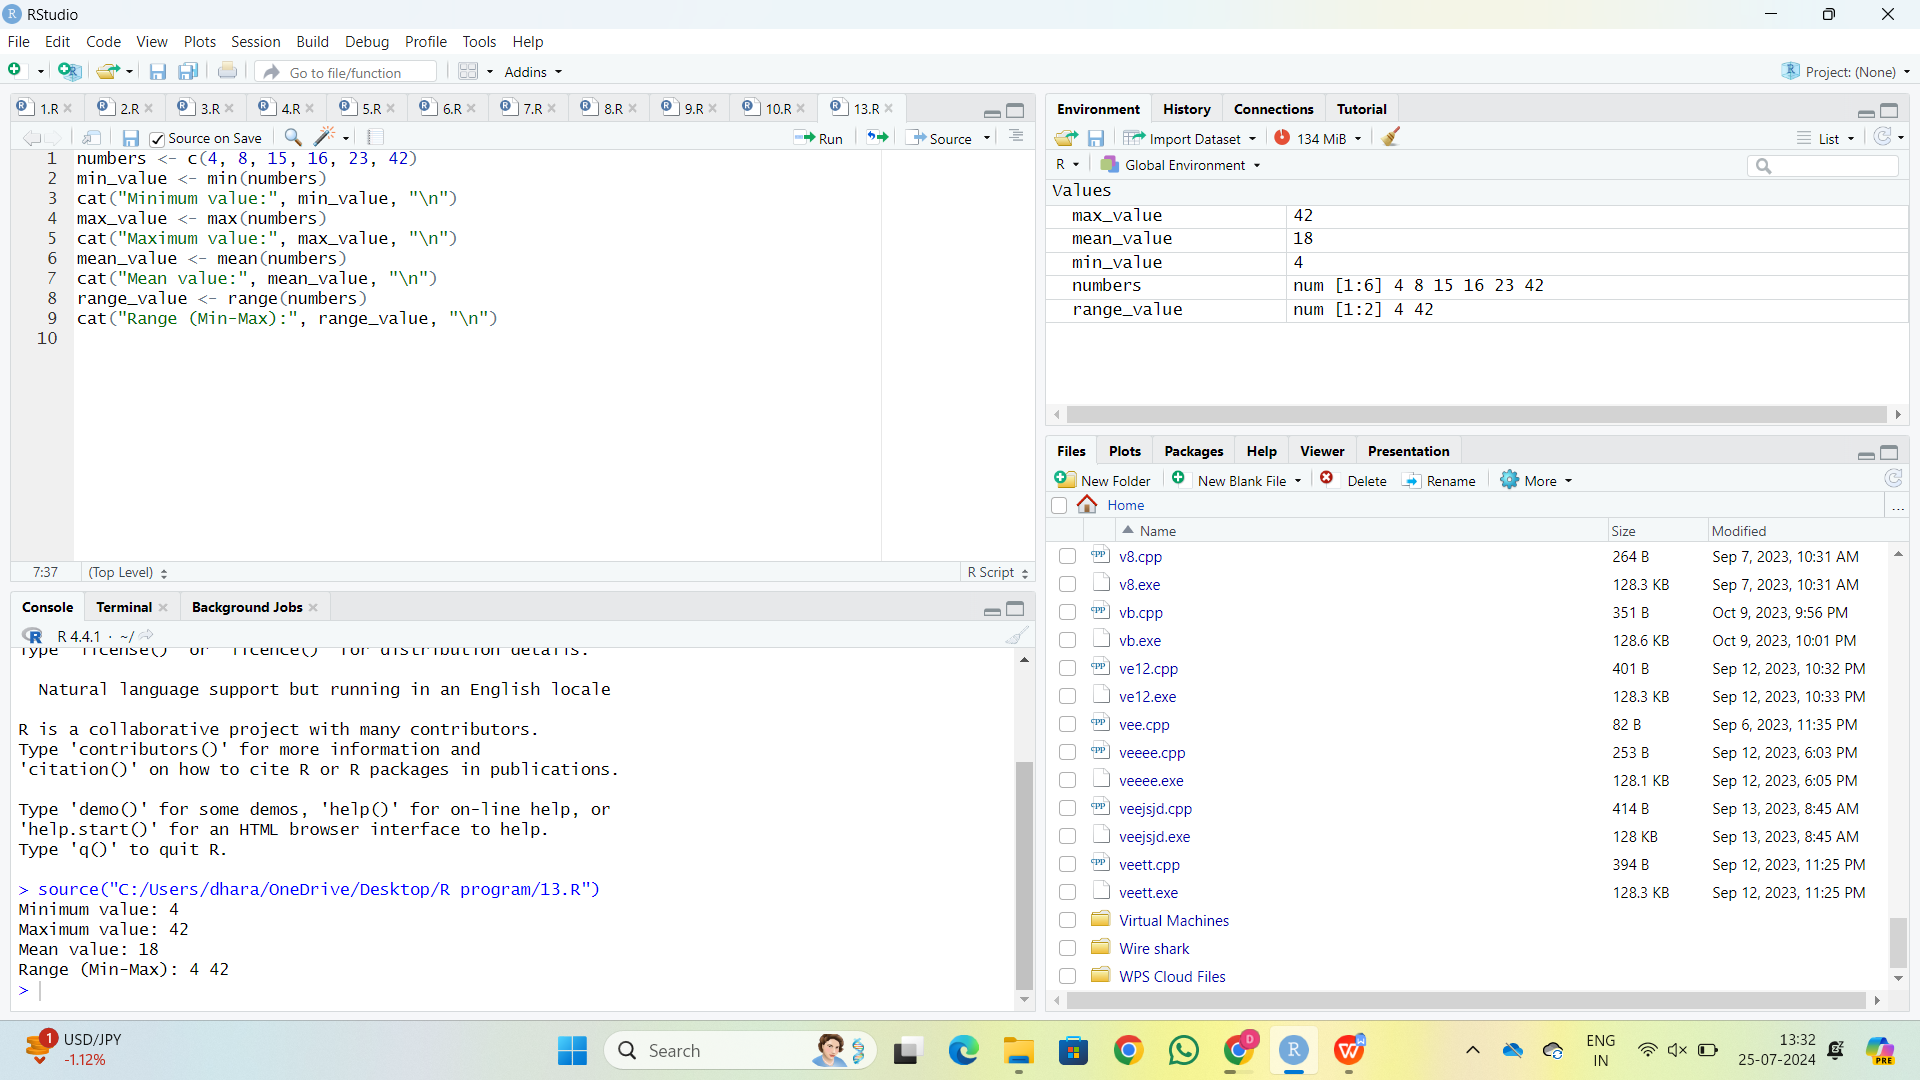 RStudio
File Edit Code View Plots Session Build Debug Profile Tools Help
Go to file/function Addins Project: (None)
1.R 2.R 3.R 4.R 5.R 6.R 7.R 8.R 9.R 10.R 13.R
Source on Save Run Source
1 numbers <- c(4, 8, 15, 16, 23, 42)
2 min_value <- min(numbers)
3 cat("Minimum value:", min_value, "\n")
4 max_value <- max(numbers)
5 cat("Maximum value:", max_value, "\n")
6 mean_value <- mean(numbers)
7 cat("Mean value:", mean_value, "\n")
8 range_value <- range(numbers)
9 cat("Range (Min-Max):", range_value, "\n")
10
7:37 (Top Level) R Script
Console Terminal Background Jobs
R 4.4.1 · ~/
Type 'license()' or 'licence()' for distribution details.
Natural language support but running in an English locale
R is a collaborative project with many contributors.
Type 'contributors()' for more information and
'citation()' on how to cite R or R packages in publications.
Type 'demo()' for some demos, 'help()' for on-line help, or
'help.start()' for an HTML browser interface to help.
Type 'q()' to quit R.
> source("C:/Users/dhara/OneDrive/Desktop/R program/13.R")
Minimum value: 4
Maximum value: 42
Mean value: 18
Range (Min-Max): 4 42
>
Environment History Connections Tutorial
Import Dataset 134 MiB List
R Global Environment
Values
max_value 42
mean_value 18
min_value 4
numbers num [1:6] 4 8 15 16 23 42
range_value num [1:2] 4 42
Files Plots Packages Help Viewer Presentation
New Folder New Blank File Delete Rename More
Home ...
Name Size Modified
v8.cpp 264 B Sep 7, 2023, 10:31 AM
v8.exe 128.3 KB Sep 7, 2023, 10:31 AM
vb.cpp 351 B Oct 9, 2023, 9:56 PM
vb.exe 128.6 KB Oct 9, 2023, 10:01 PM
ve12.cpp 401 B Sep 12, 2023, 10:32 PM
ve12.exe 128.3 KB Sep 12, 2023, 10:33 PM
vee.cpp 82 B Sep 6, 2023, 11:35 PM
veeee.cpp 253 B Sep 12, 2023, 6:03 PM
veeee.exe 128.1 KB Sep 12, 2023, 6:05 PM
veejsjd.cpp 414 B Sep 13, 2023, 8:45 AM
veejsjd.exe 128 KB Sep 13, 2023, 8:45 AM
veett.cpp 394 B Sep 12, 2023, 11:25 PM
veett.exe 128.3 KB Sep 12, 2023, 11:25 PM
Virtual Machines
Wire shark
WPS Cloud Files
1 USD/JPY
-1.12%
Search
ENG
IN
13:32
25-07-2024
PRE